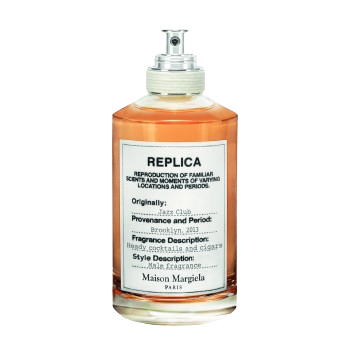 REPLICA
REPRODUCTION OF FAMILIAR
SCENTS AND MOMENTS OF VARYING
LOCATIONS AND PERIODS.
Originally:
Jazz Club
Provenance and Period:
Brooklyn, 2013
Fragrance Description:
Heady cocktails and cigars
Style Description:
Male fragrance
Maison Margiela
PARIS